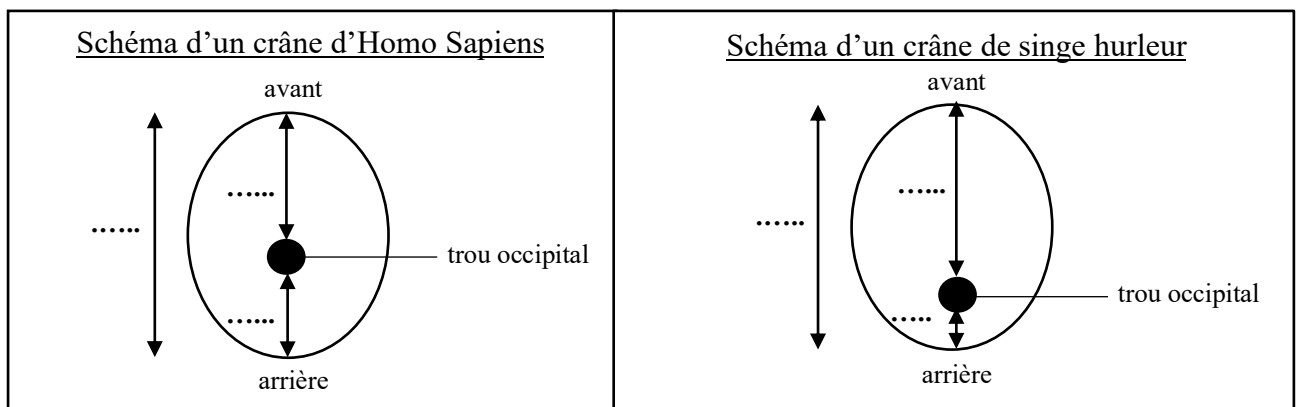 Schéma d’un crâne d’Homo Sapiens
avant
…...
…...
trou occipital
…...
arrière
Schéma d’un crâne de singe hurleur
avant
…...
…...
trou occipital
…..
arrière